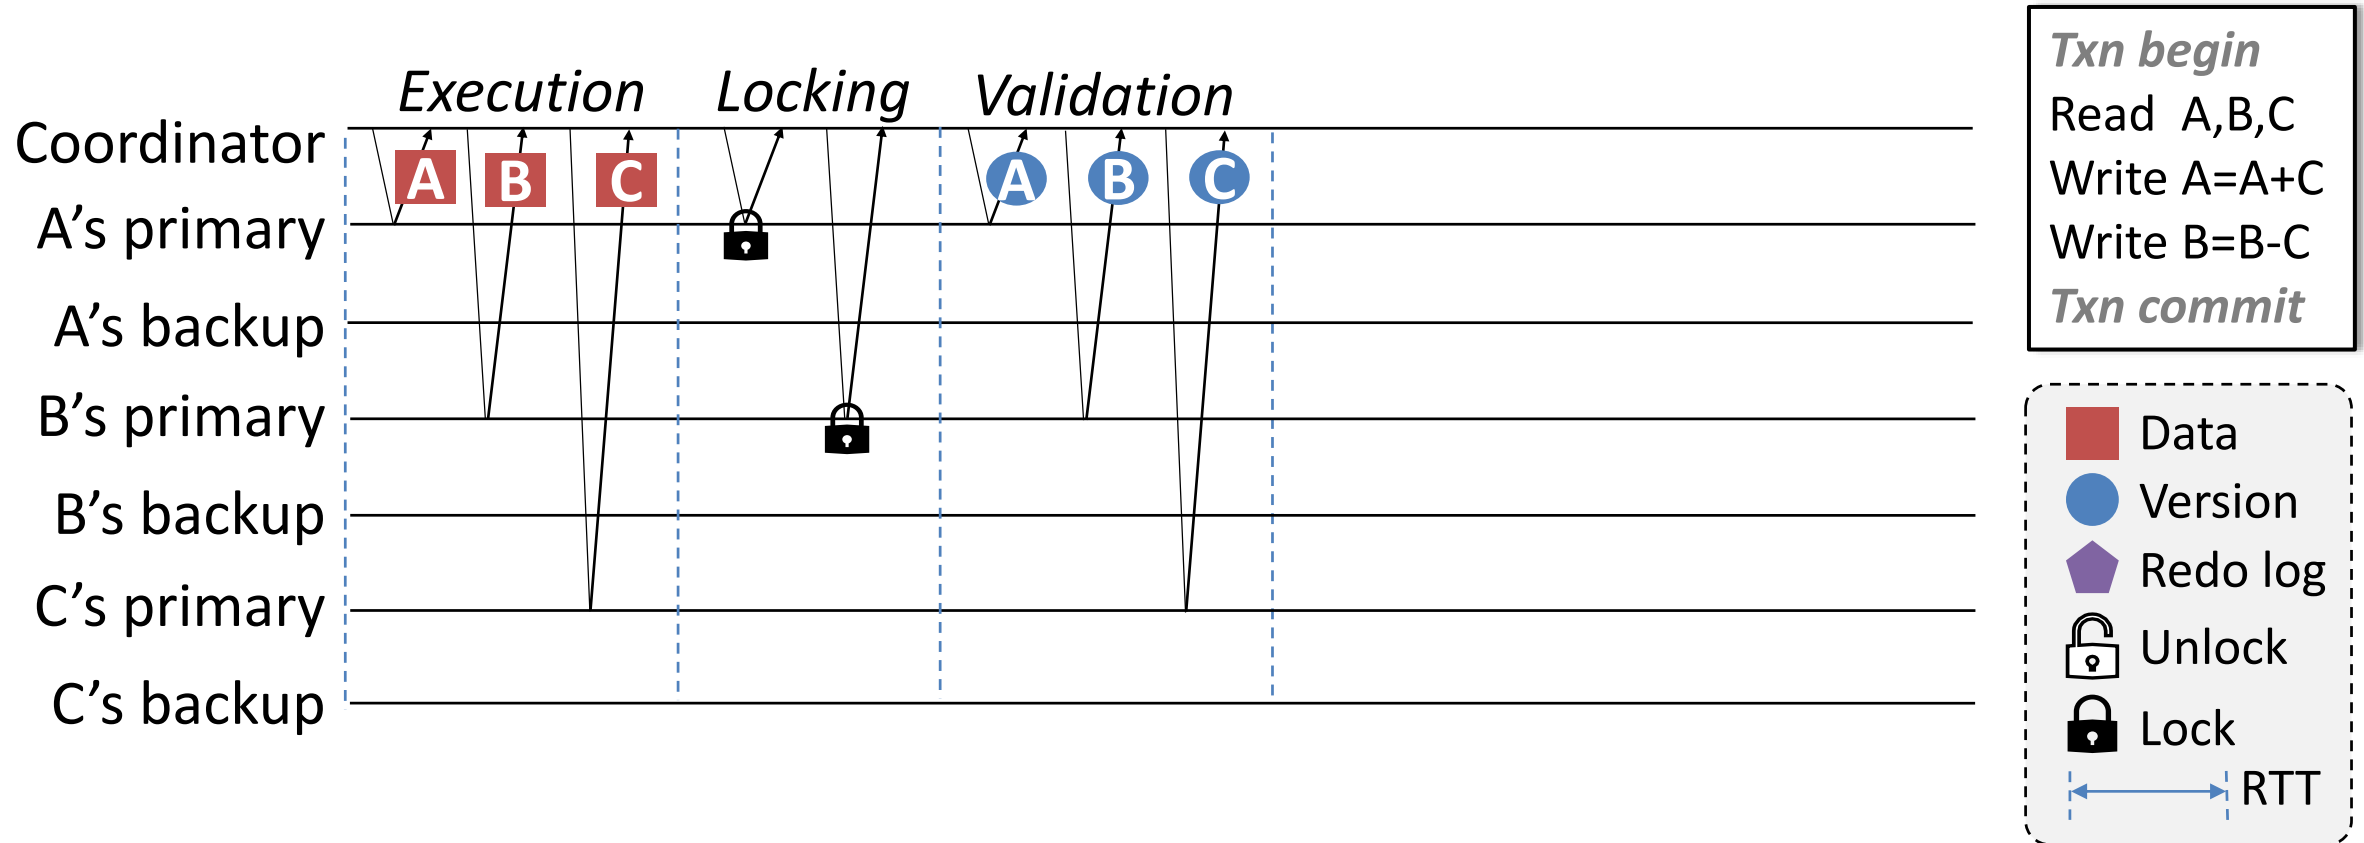 Execution Locking Validation
Coordinator
A B C A B C
A’s primary
A’s backup
B’s primary
B’s backup
C’s primary
C’s backup
Txn begin
Read A,B,C
Write A=A+C
Write B=B-C
Txn commit
Data
Version
Redo log
Unlock
Lock
RTT